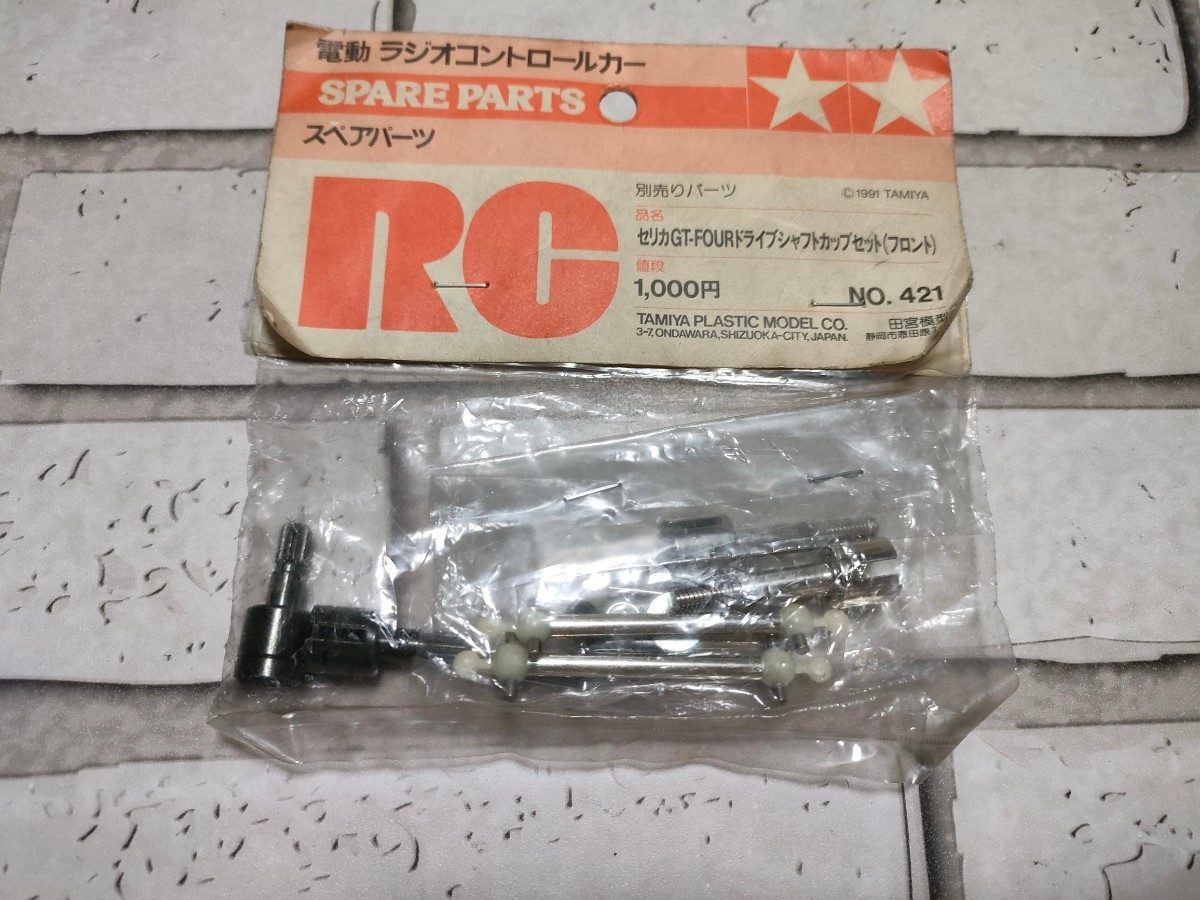 電動 ラジオコントロールカー
SPARE PARTS
スペアパーツ
RC
別売りパーツ
©1991 TAMIYA
品名
セリカGT-FOURドライブシャフトカップセット(フロント)
値段
1,000円
NO. 421
TAMIYA PLASTIC MODEL CO.
3-7, ONDAWARA, SHIZUOKA-CITY, JAPAN.
田宮模型
静岡市恩田原